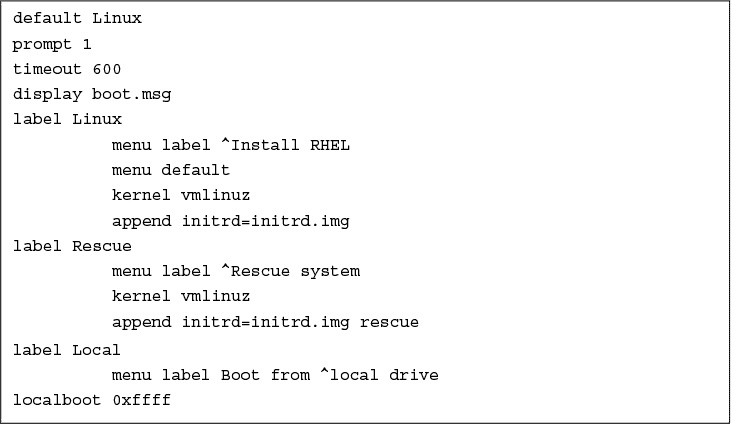 default Linux
prompt 1
timeout 600
display boot.msg
label Linux
menu label ^Install RHEL
menu default
kernel vmlinuz
append initrd=initrd.img
label Rescue
menu label ^Rescue system
kernel vmlinuz
append initrd=initrd.img rescue
label Local
menu label Boot from ^local drive
localboot 0xffff